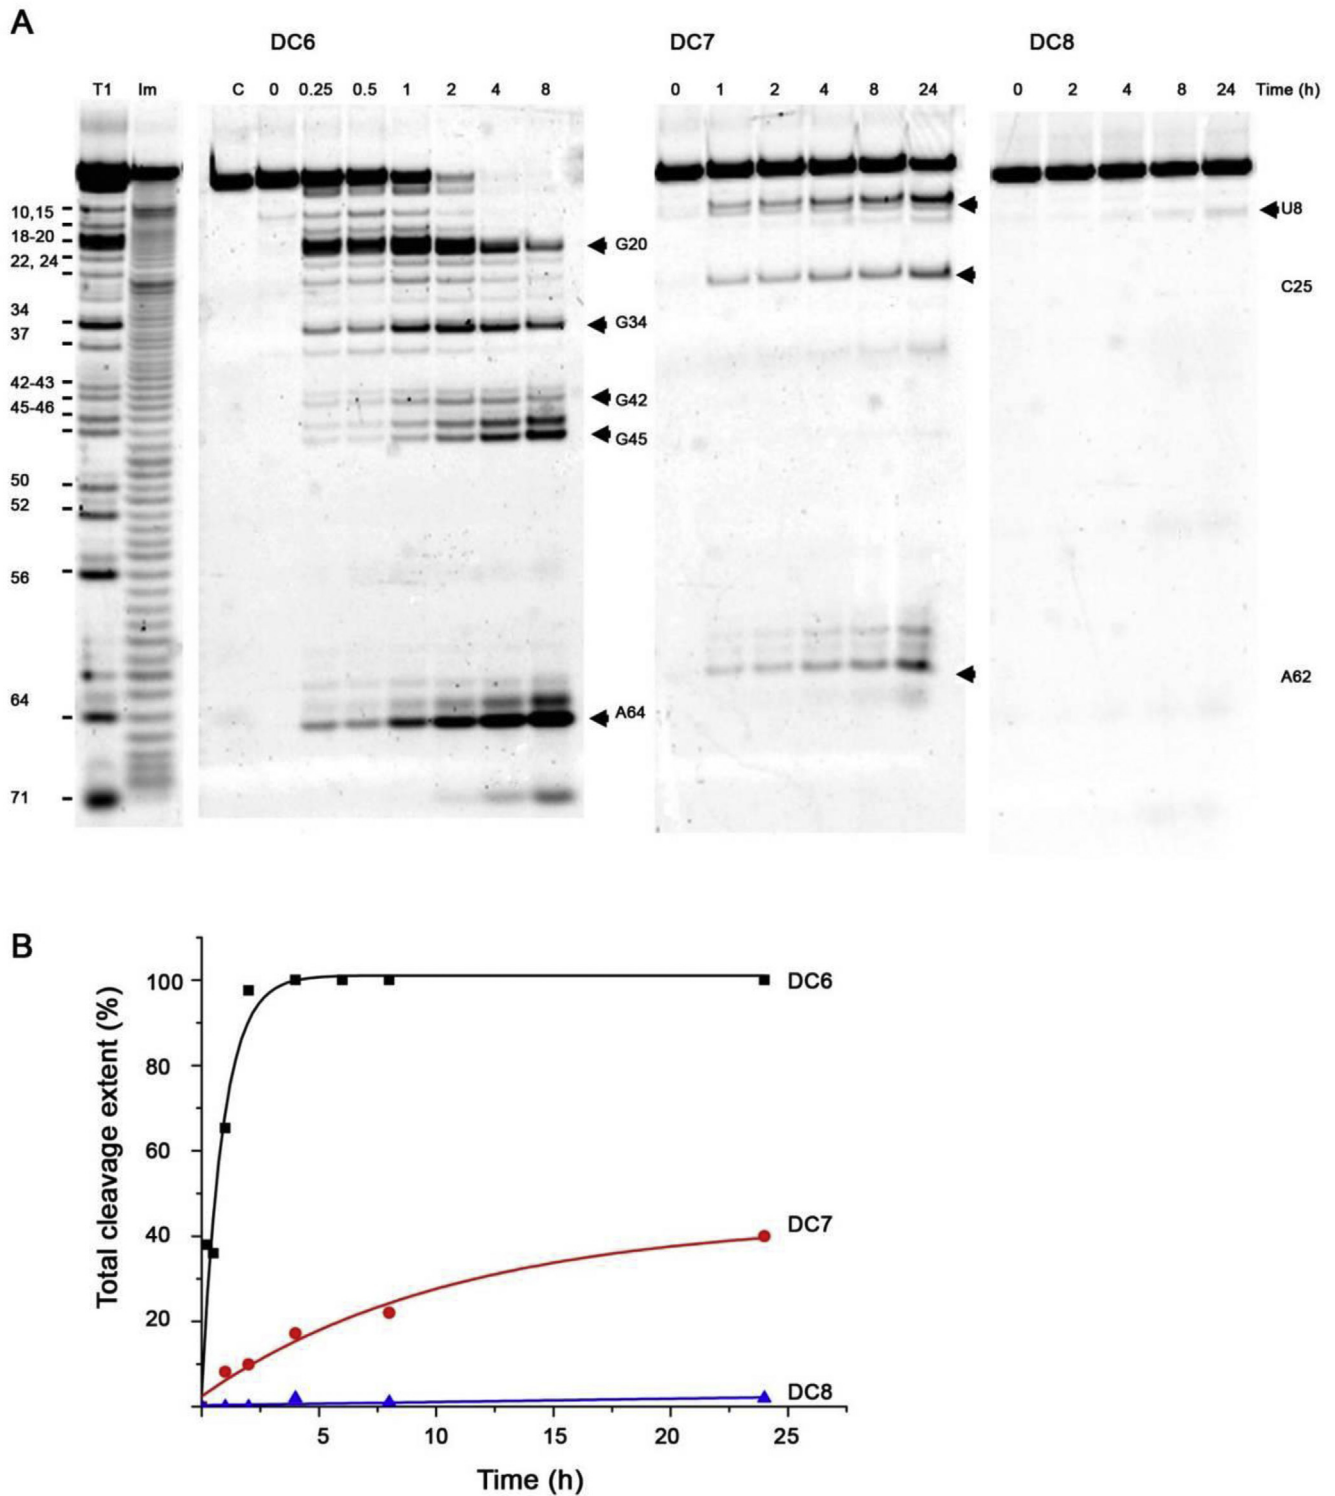 A
DC6 DC7 DC8
T1 Im C 0 0.25 0.5 1 2 4 8 0 1 2 4 8 24 0 2 4 8 24 Time (h)
10,15
18-20
22, 24
34
37
42-43
45-46
50
52
56
64
71
G20
G34
G42
G45
A64
U8
C25
A62
B
Total cleavage extent (%)
100
80
60
40
20
DC6
DC7
DC8
5 10 15 20 25
Time (h)